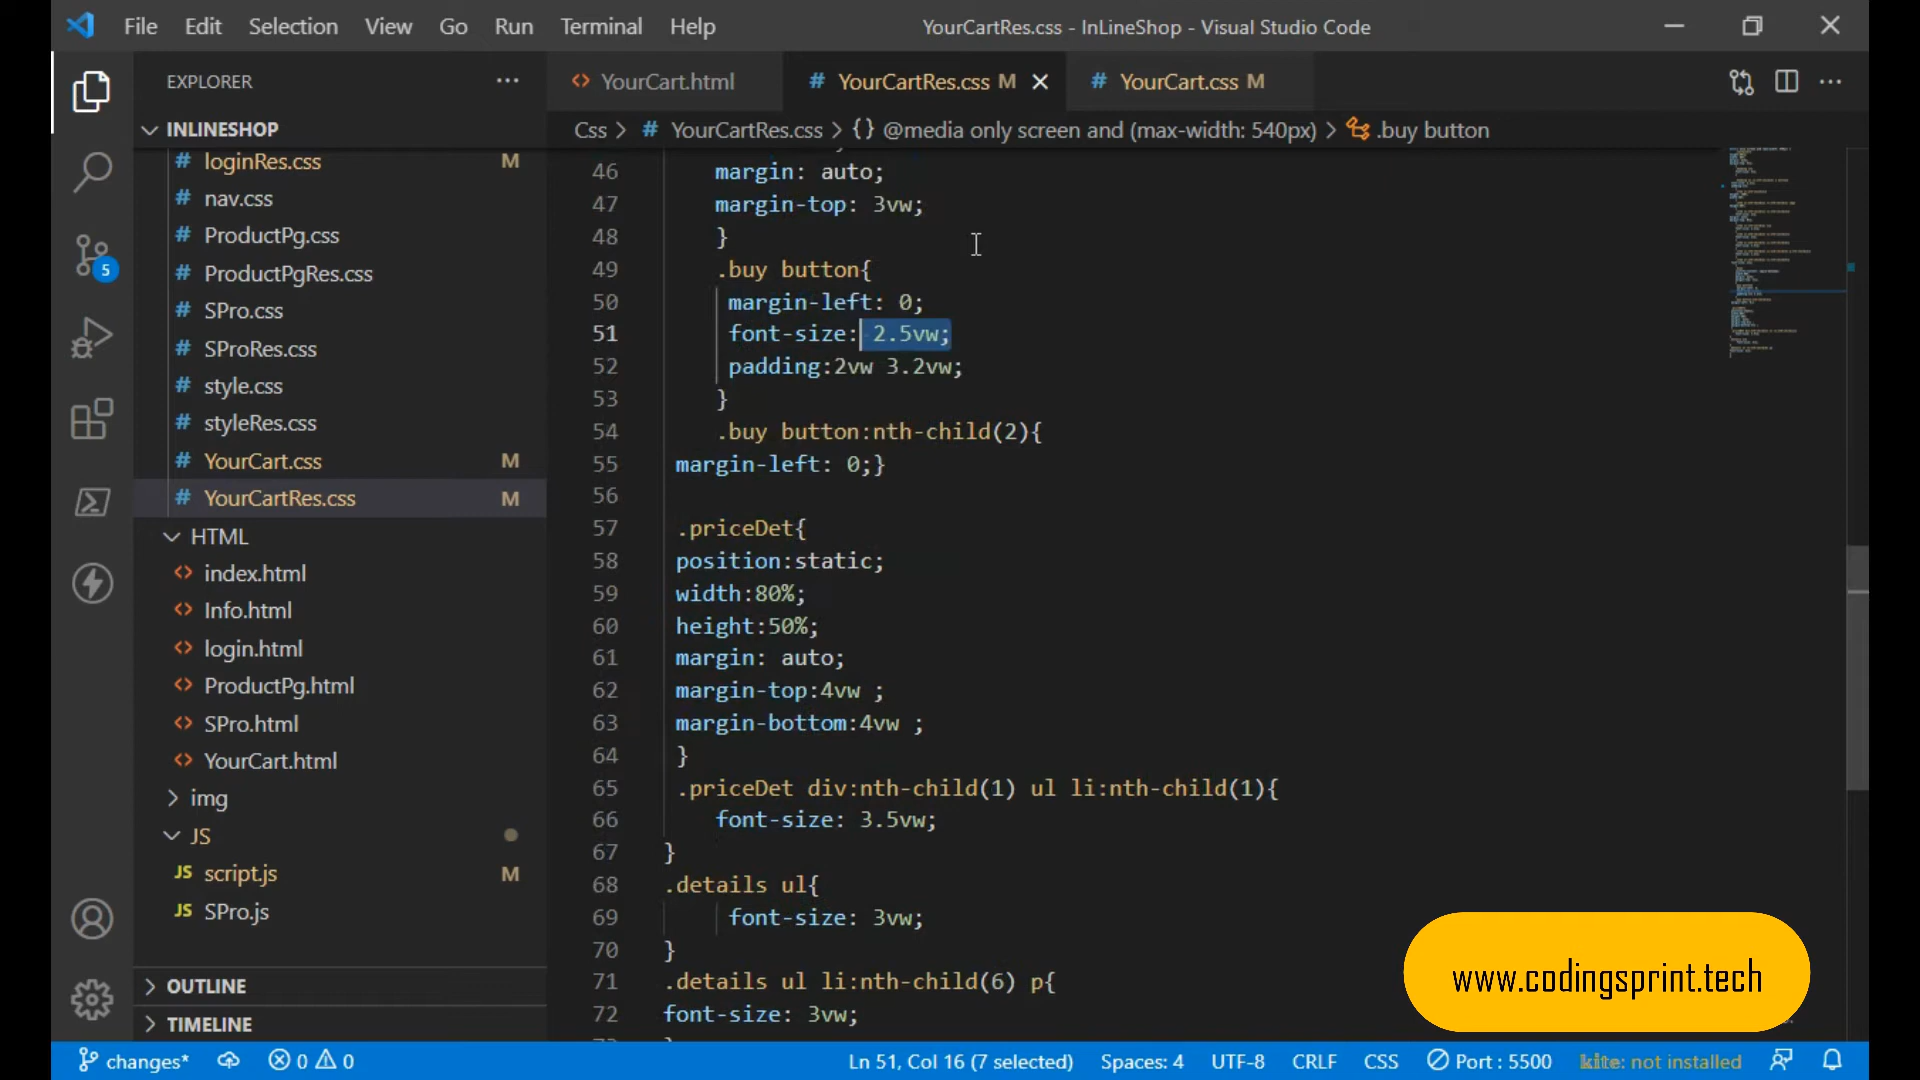 File Edit Selection View Go Run Terminal Help YourCartRes.css - InLineShop - Visual Studio Code
EXPLORER ··· YourCart.html # YourCartRes.css M # YourCart.css M ···
INLINESHOP Css > # YourCartRes.css > {} @media only screen and (max-width: 540px) > .buy button
# loginRes.css M
# nav.css
# ProductPg.css
# ProductPgRes.css
# SPro.css
# SProRes.css
# style.css
# styleRes.css
# YourCart.css M
# YourCartRes.css M
HTML
<> index.html
<> Info.html
<> login.html
<> ProductPg.html
<> SPro.html
<> YourCart.html
img
JS
JS script.js M
JS SPro.js
OUTLINE
TIMELINE
5
46 margin: auto;
47 margin-top: 3vw;
48 }
49 .buy button{
50 margin-left: 0;
51 font-size: 2.5vw;
52 padding:2vw 3.2vw;
53 }
54 .buy button:nth-child(2){
55 margin-left: 0;}
56
57 .priceDet{
58 position:static;
59 width:80%;
60 height:50%;
61 margin: auto;
62 margin-top:4vw ;
63 margin-bottom:4vw ;
64 }
65 .priceDet div:nth-child(1) ul li:nth-child(1){
66 font-size: 3.5vw;
67 }
68 .details ul{
69 font-size: 3vw;
70 }
71 .details ul li:nth-child(6) p{
72 font-size: 3vw;
www.codingsprint.tech
changes* 0 0 Ln 51, Col 16 (7 selected) Spaces: 4 UTF-8 CRLF CSS Port : 5500 kite: not installed